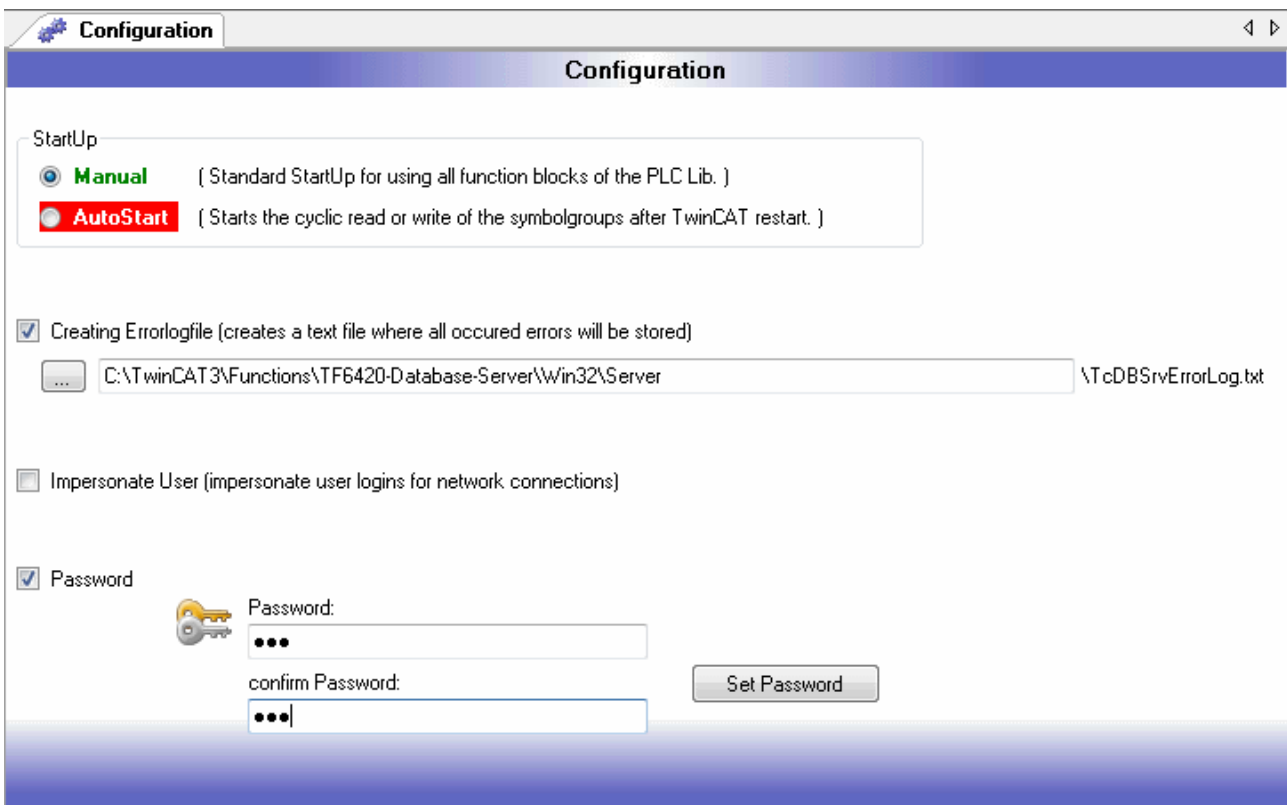 Configuration
Configuration
StartUp
Manual ( Standard StartUp for using all function blocks of the PLC Lib. )
AutoStart ( Starts the cyclic read or write of the symbolgroups after TwinCAT restart. )
Creating Errorlogfile (creates a text file where all occured errors will be stored)
... C:\TwinCAT3\Functions\TF6420-Database-Server\Win32\Server \TcDBSrvErrorLog.txt
Impersonate User (impersonate user logins for network connections)
Password
Password:
●●●
confirm Password:
Set Password
●●●